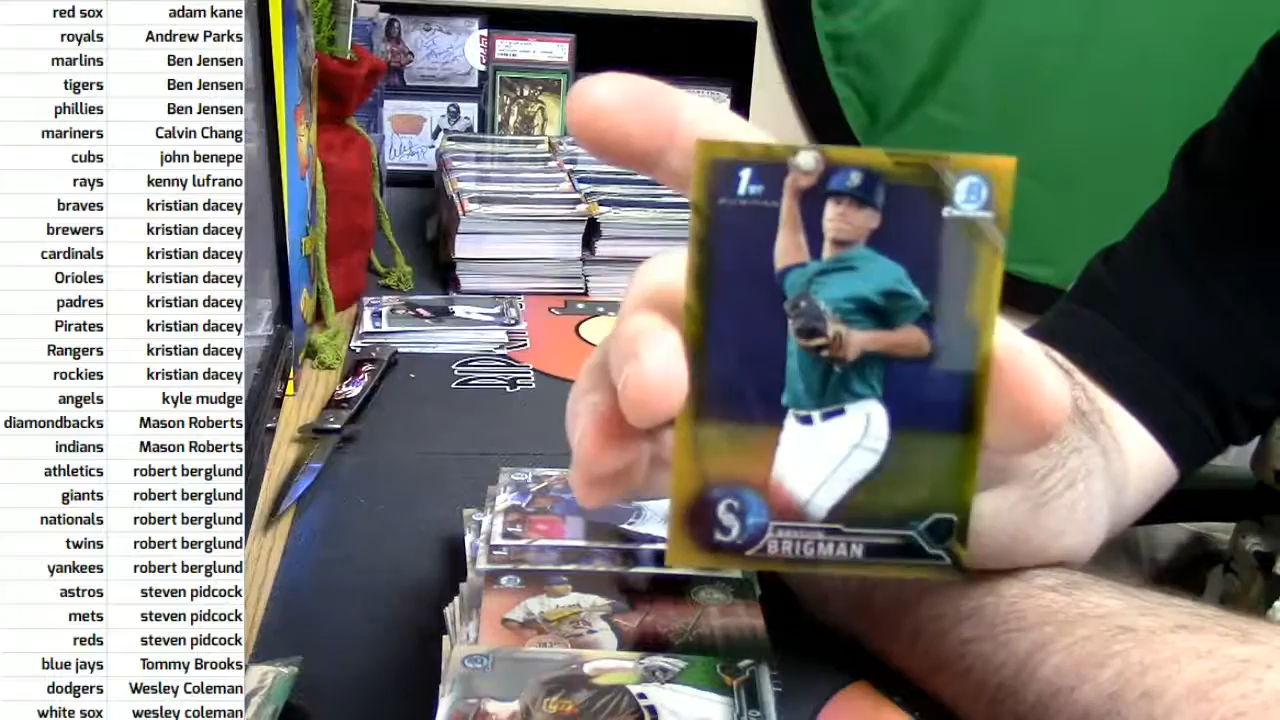 red sox adam kane
royals Andrew Parks
marlins Ben Jensen
tigers Ben Jensen
phillies Ben Jensen
mariners Calvin Chang
cubs john benepe
rays kenny lufrano
braves kristian dacey
brewers kristian dacey
cardinals kristian dacey
Orioles kristian dacey
padres kristian dacey
Pirates kristian dacey
Rangers kristian dacey
rockies kristian dacey
angels kyle mudge
diamondbacks Mason Roberts
indians Mason Roberts
athletics robert berglund
giants robert berglund
nationals robert berglund
twins robert berglund
yankees robert berglund
astros steven pidcock
mets steven pidcock
reds steven pidcock
blue jays Tommy Brooks
dodgers Wesley Coleman
white sox wesley coleman
1ST
BOWMAN
S
BRIGMAN
RIP